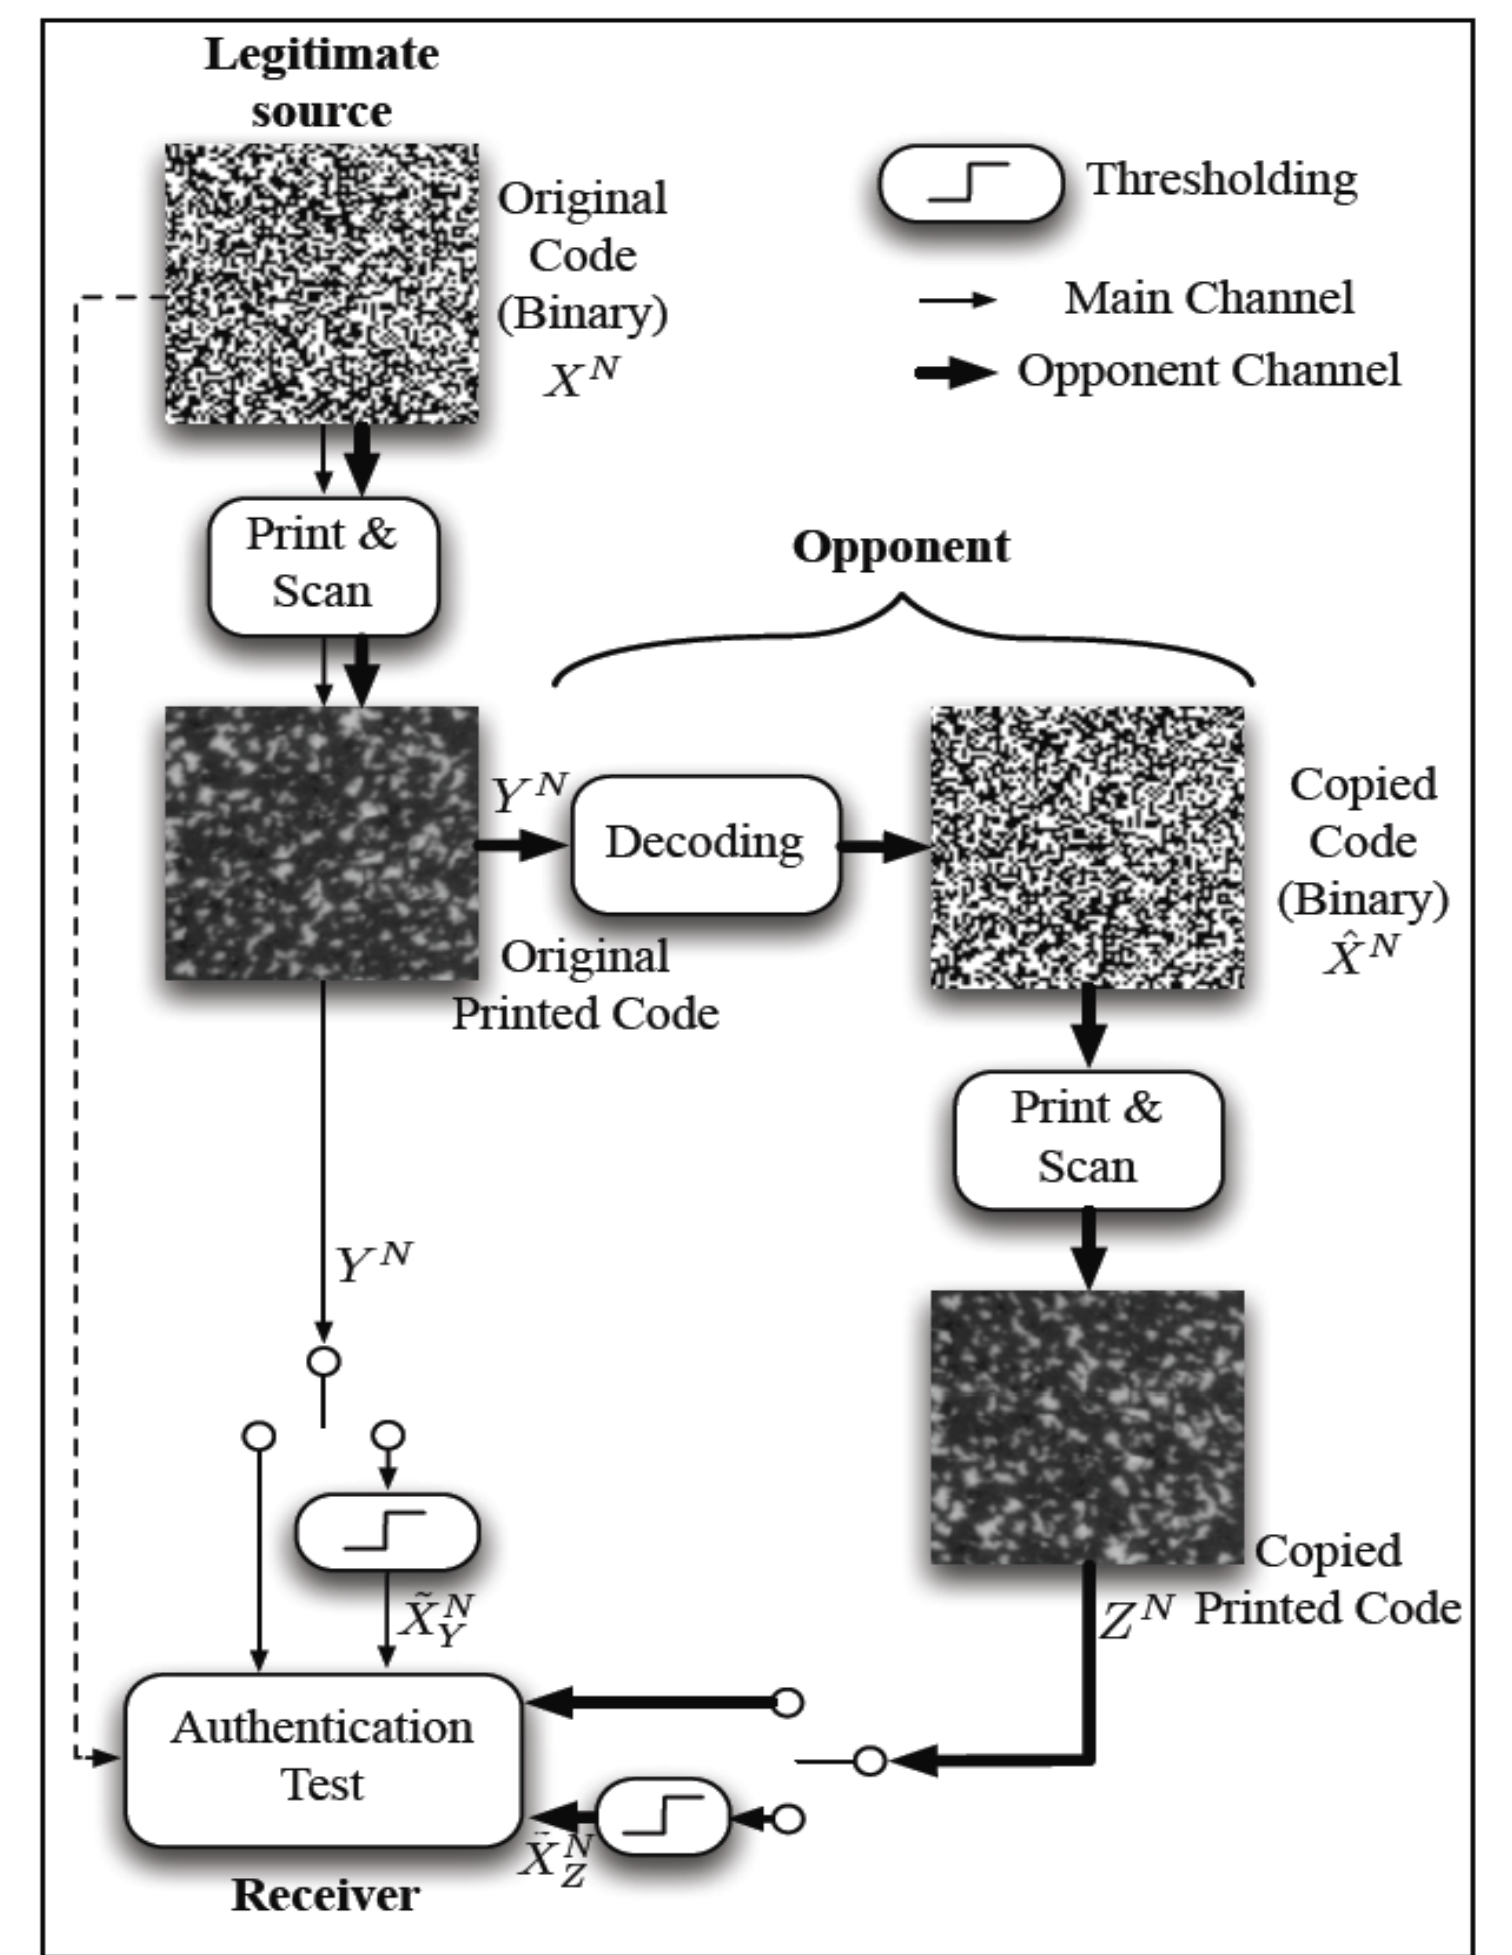 Legitimate
source
Original
Code
(Binary)
X^N
Thresholding
Main Channel
Opponent Channel
Print &
Scan
Opponent
Y^N
Decoding
Original
Printed Code
Copied
Code
(Binary)
X̂^N
Print &
Scan
Y^N
Copied
Printed Code
Z^N
X̃_Y^N
Authentication
Test
X̃_Z^N
Receiver